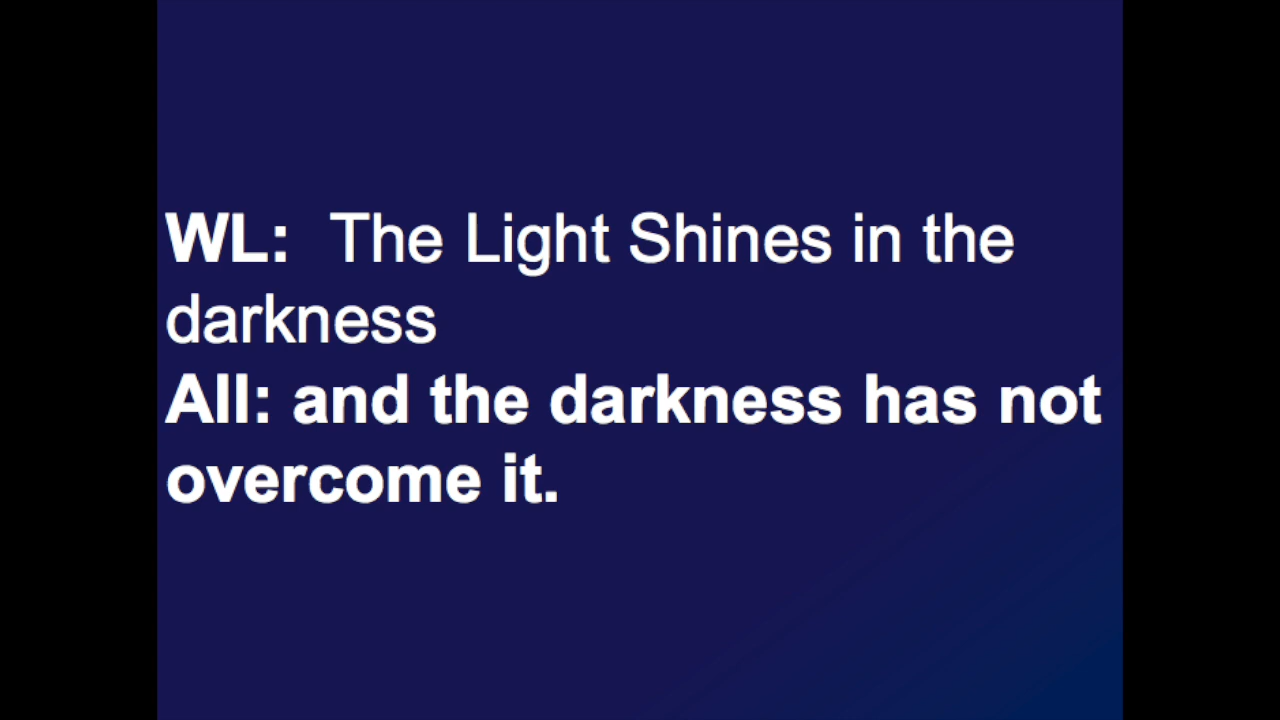 WL:  The Light Shines in the
darkness
All: and the darkness has not
overcome it.